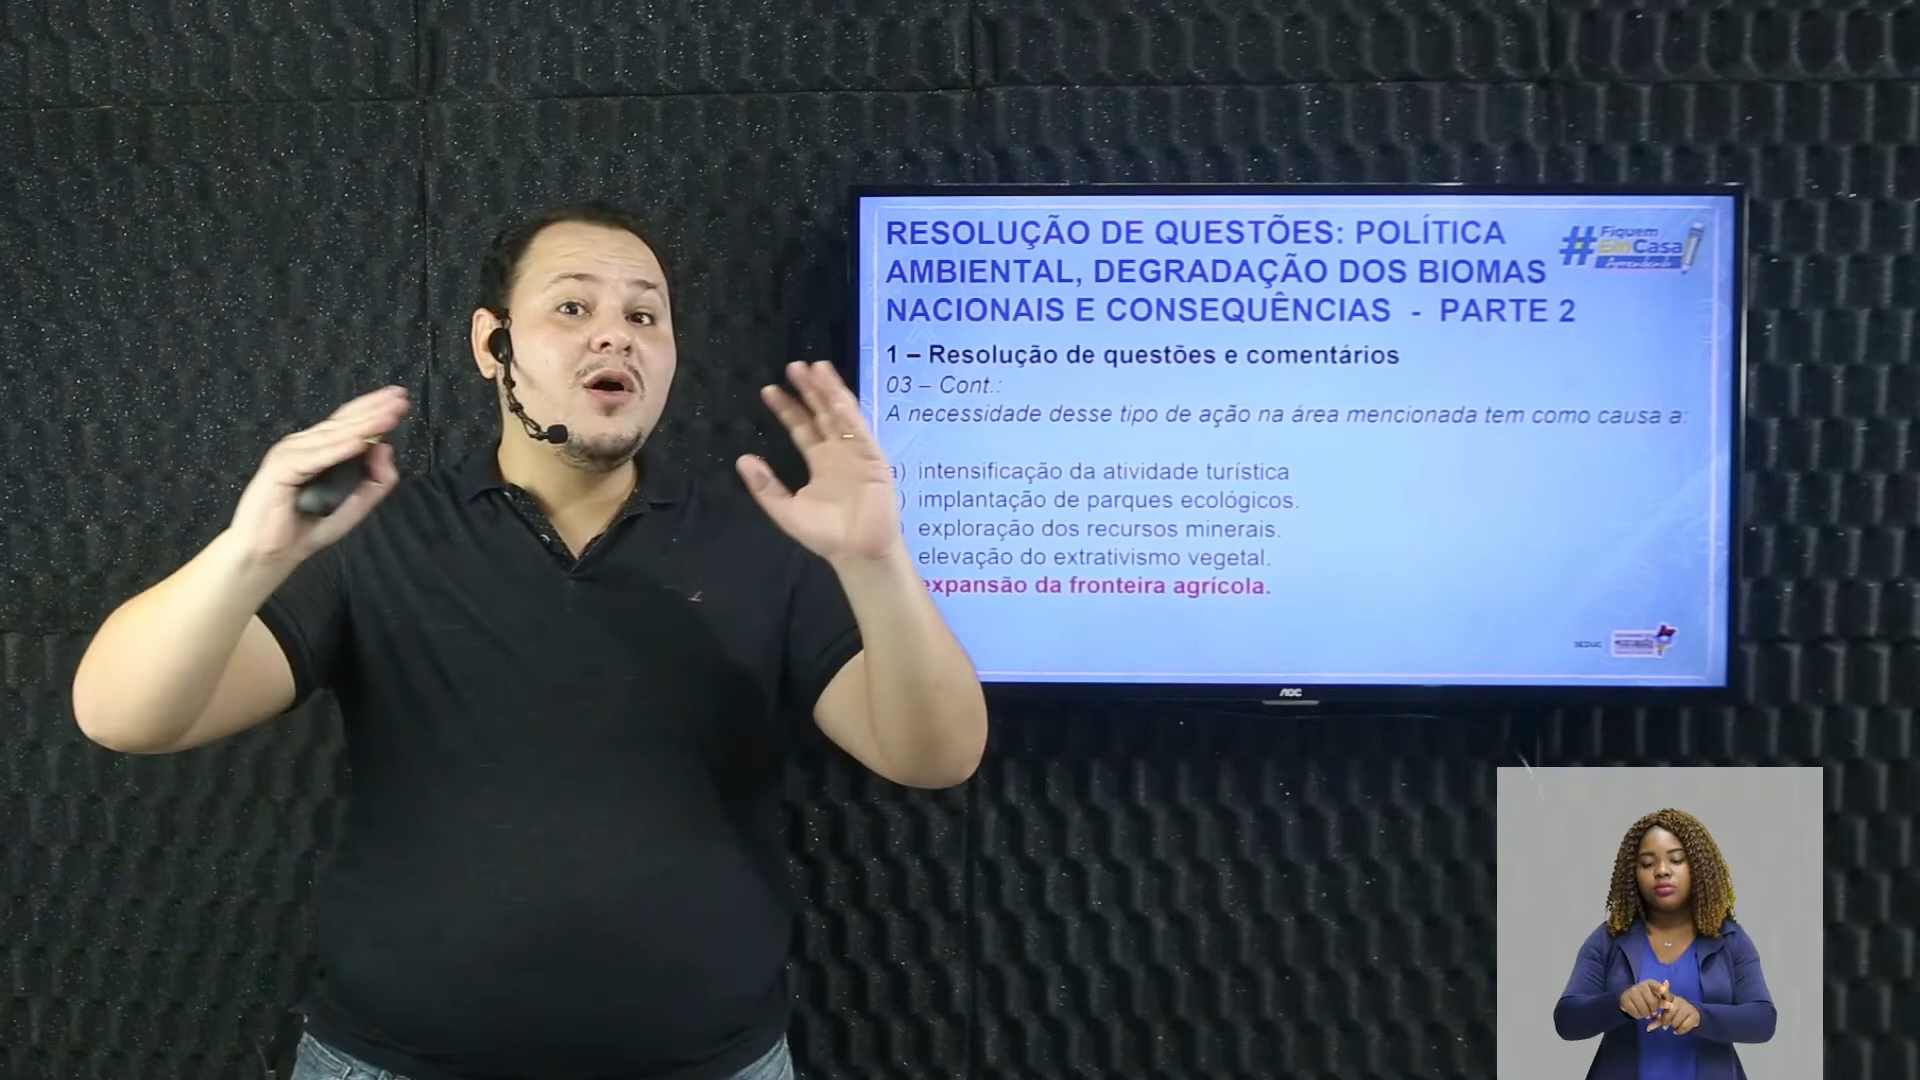 RESOLUÇÃO DE QUESTÕES: POLÍTICA
AMBIENTAL, DEGRADAÇÃO DOS BIOMAS
NACIONAIS E CONSEQUÊNCIAS - PARTE 2
#Fiquem
EmCasa
1 – Resolução de questões e comentários
03 – Cont.:
A necessidade desse tipo de ação na área mencionada tem como causa a:
a) intensificação da atividade turística
) implantação de parques ecológicos.
) exploração dos recursos minerais.
elevação do extrativismo vegetal.
expansão da fronteira agrícola.
SEDUC
AOC